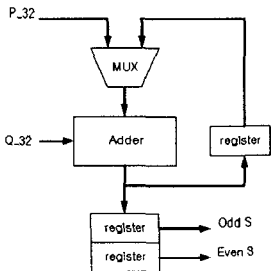 P_32
MUX
Q_32
Adder
register
register
Odd S
register
Even S